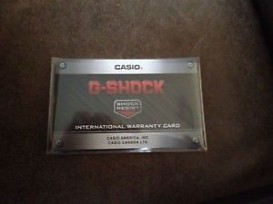 CASIO
G-SHOCK
SHOCK
RESIST
INTERNATIONAL WARRANTY CARD
CASIO AMERICA, INC.
CASIO CANADA LTD.